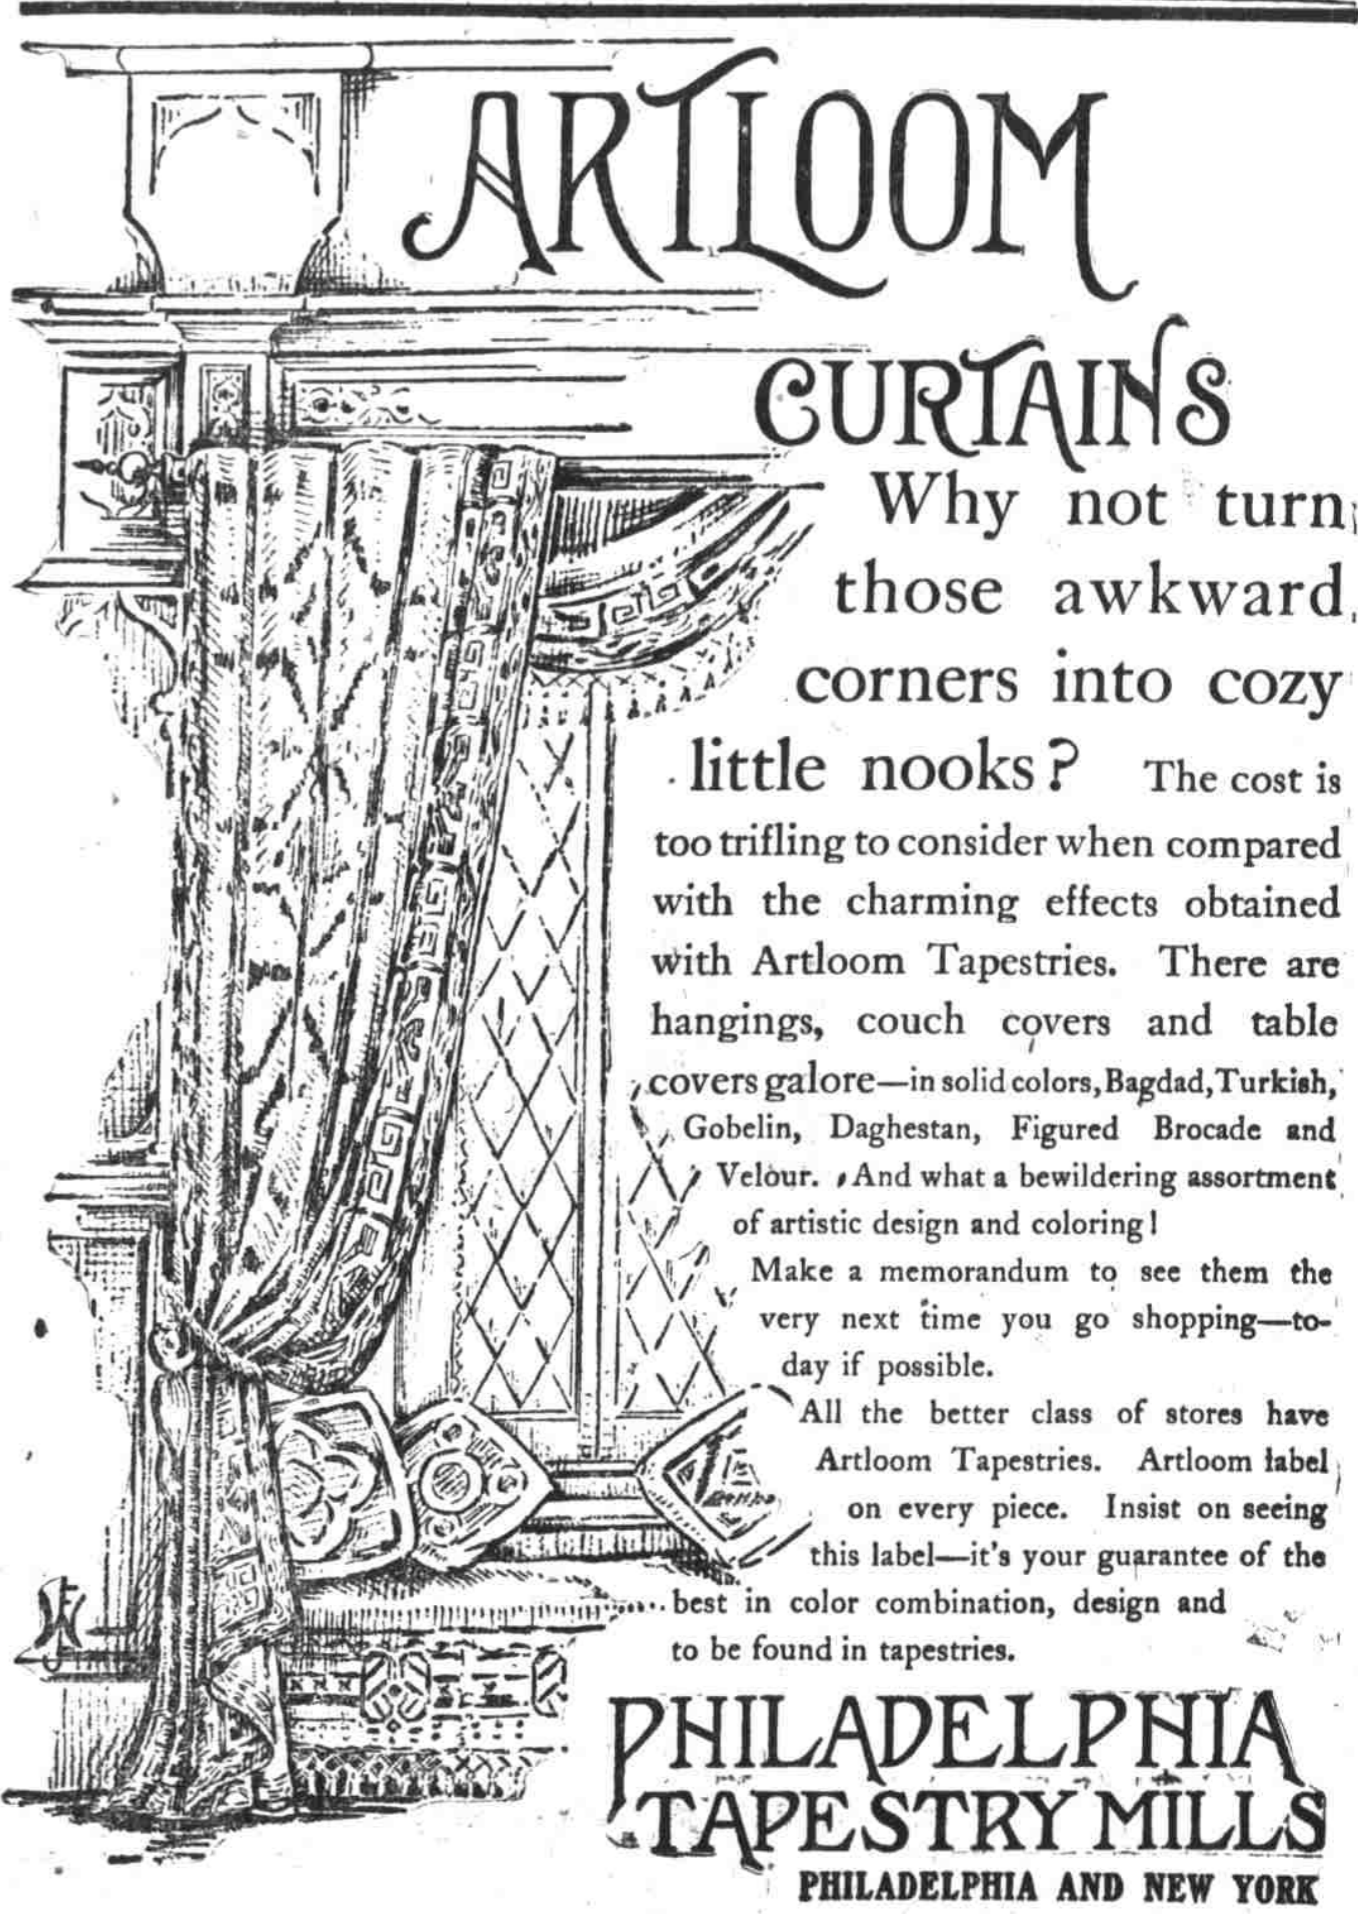 ARTLOOM
CURTAINS
Why not turn
those awkward
corners into cozy
little nooks? The cost is
too trifling to consider when compared
with the charming effects obtained
with Artloom Tapestries. There are
hangings, couch covers and table
covers galore—in solid colors, Bagdad, Turkish,
Gobelin, Daghestan, Figured Brocade and
Velour. And what a bewildering assortment
of artistic design and coloring!
Make a memorandum to see them the
very next time you go shopping—to-
day if possible.
All the better class of stores have
Artloom Tapestries. Artloom label
on every piece. Insist on seeing
this label—it's your guarantee of the
best in color combination, design and
to be found in tapestries.
PHILADELPHIA
TAPESTRY MILLS
PHILADELPHIA AND NEW YORK